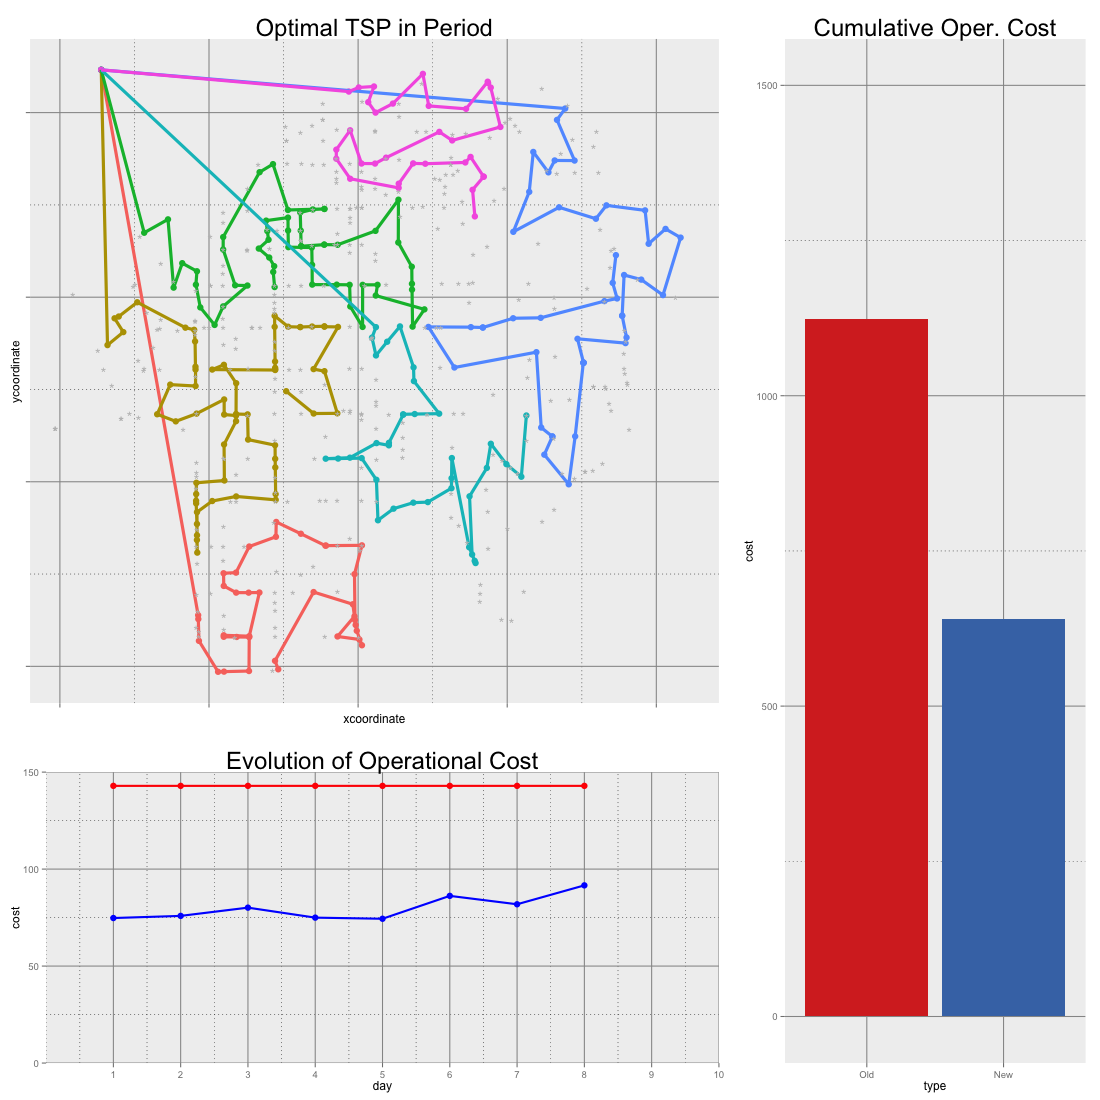 Optimal TSP in Period
Cumulative Oper. Cost
ycoordinate
xcoordinate
1500
1000
500
0
cost
Old
New
type
Evolution of Operational Cost
150
100
50
0
cost
1
2
3
4
5
6
7
8
9
10
day